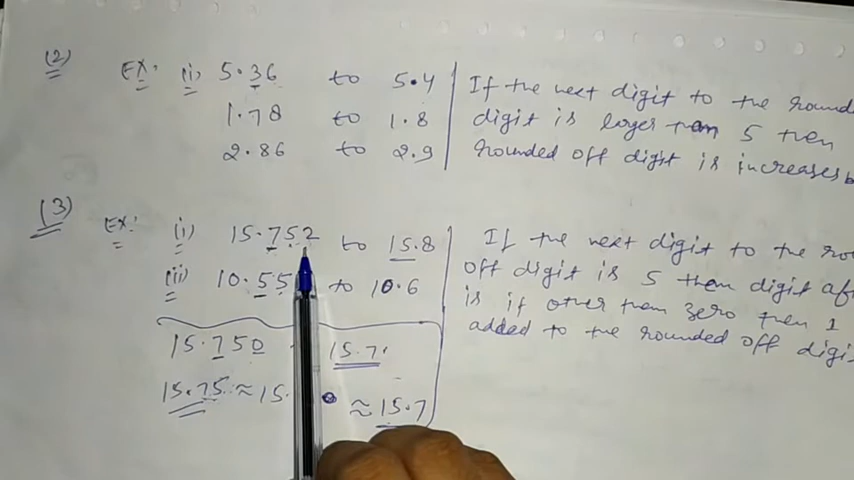 (2) Ex: (i) 5.36 to 5.4
1.78 to 1.8
2.86 to 2.9
If the next digit to the
digit is larger than 5 then
rounded off digit is increases
(3) Ex: (i) 15.752 to 15.8
(ii) 10.55 to 10.6
15.750 15.7
15.75 ≈ 15. ≈ 15.7
If the next digit to the
off digit is 5 then digit
is if other than zero then 1
added to the rounded off